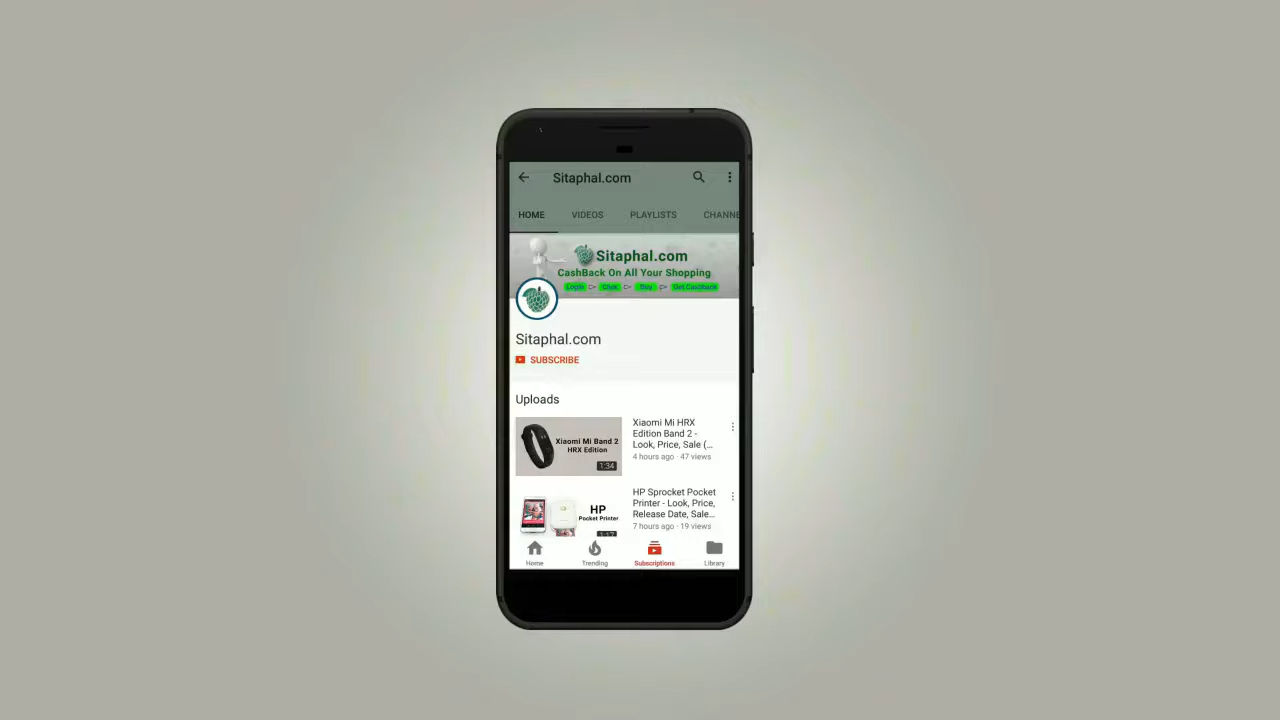 Sitaphal.com
HOME VIDEOS PLAYLISTS CHANNE
Sitaphal.com
CashBack On All Your Shopping
Login Click Buy Get Cashback
Sitaphal.com
SUBSCRIBE
Uploads
Xiaomi Mi Band 2
HRX Edition
1:34
Xiaomi Mi HRX
Edition Band 2 -
Look, Price, Sale (...
4 hours ago · 47 views
HP
Pocket Printer
1:17
HP Sprocket Pocket
Printer - Look, Price,
Release Date, Sale...
7 hours ago · 19 views
Home Trending Subscriptions Library